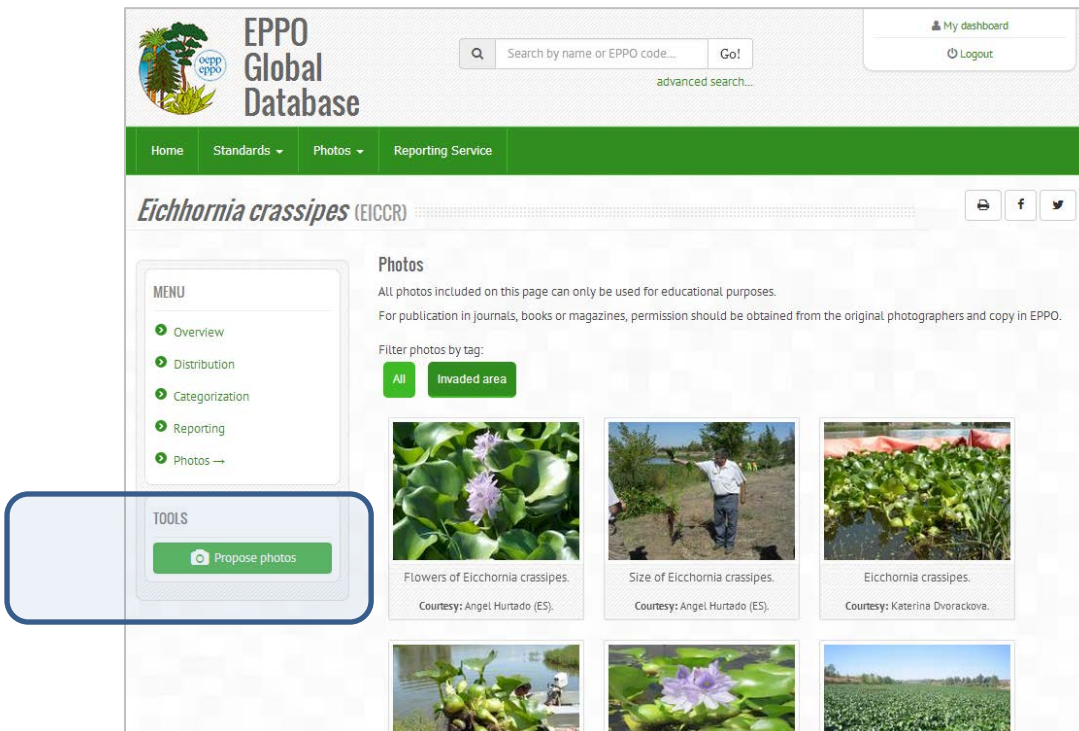 oepp
eppo
EPPO
Global
Database
Search by name or EPPO code...
Go!
advanced search...
My dashboard
Logout
Home
Standards
Photos
Reporting Service
Eichhornia crassipes (EICCR)
MENU
Overview
Distribution
Categorization
Reporting
Photos →
TOOLS
Propose photos
Photos
All photos included on this page can only be used for educational purposes.
For publication in journals, books or magazines, permission should be obtained from the original photographers and copy in EPPO.
Filter photos by tag:
All
Invaded area
Flowers of Eicchornia crassipes.
Courtesy: Angel Hurtado (ES).
Size of Eicchornia crassipes.
Courtesy: Angel Hurtado (ES).
Eicchornia crassipes.
Courtesy: Katerina Dvorackova.